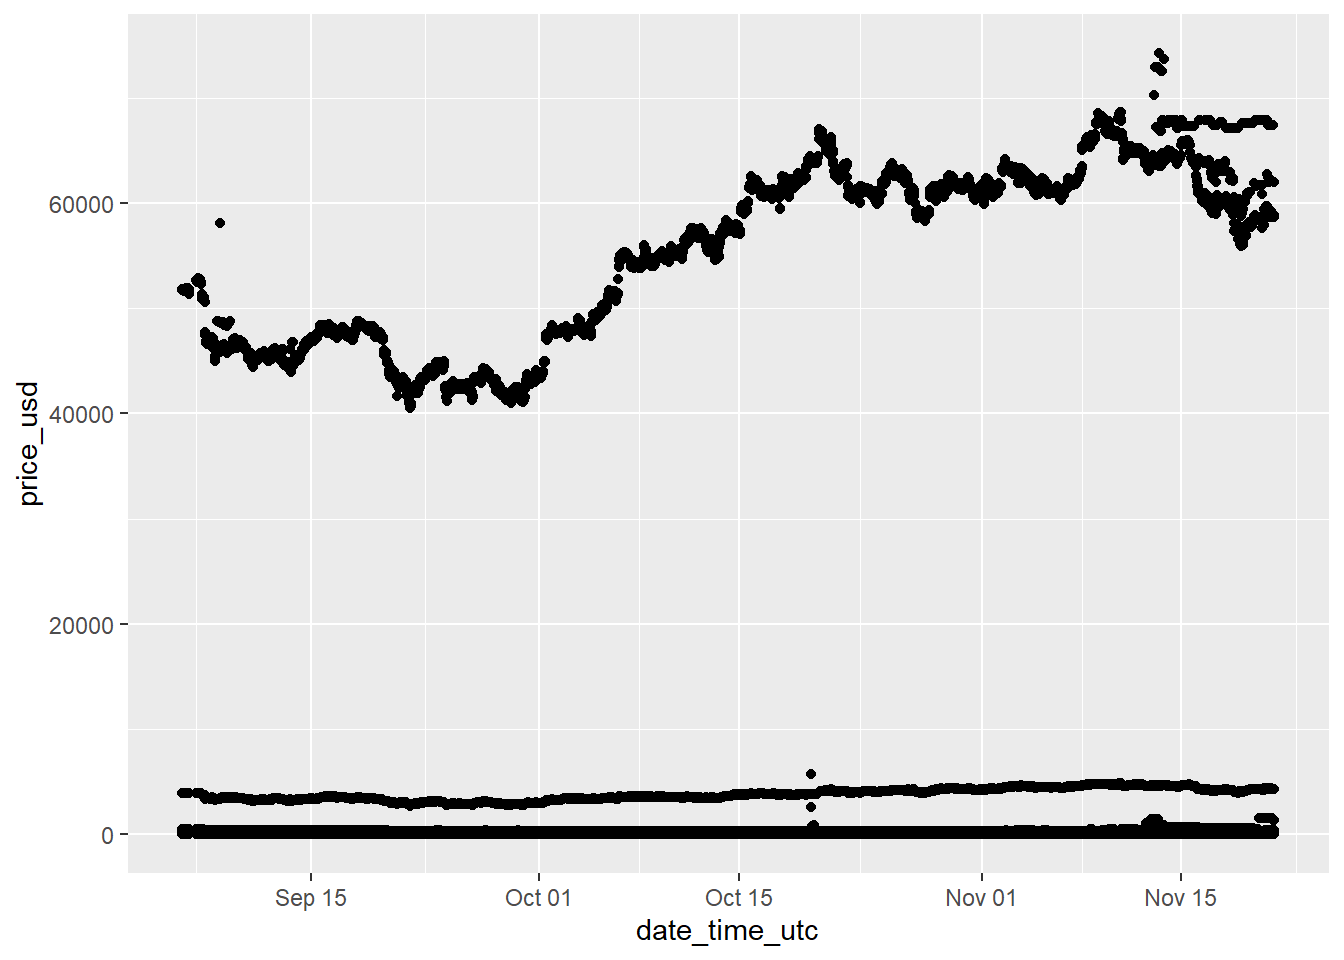 price_usd
60000
40000
20000
0
Sep 15
Oct 01
Oct 15
Nov 01
Nov 15
date_time_utc